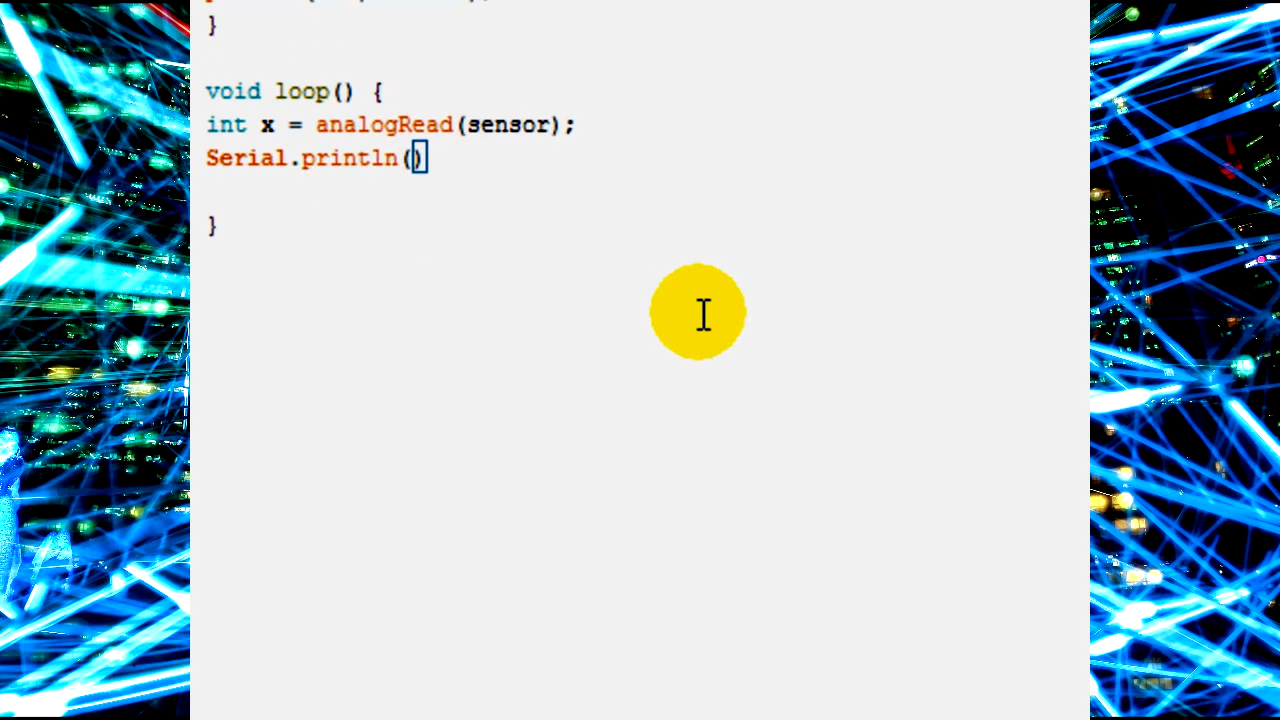 }
void loop() {
int x = analogRead(sensor);
Serial.println()
}